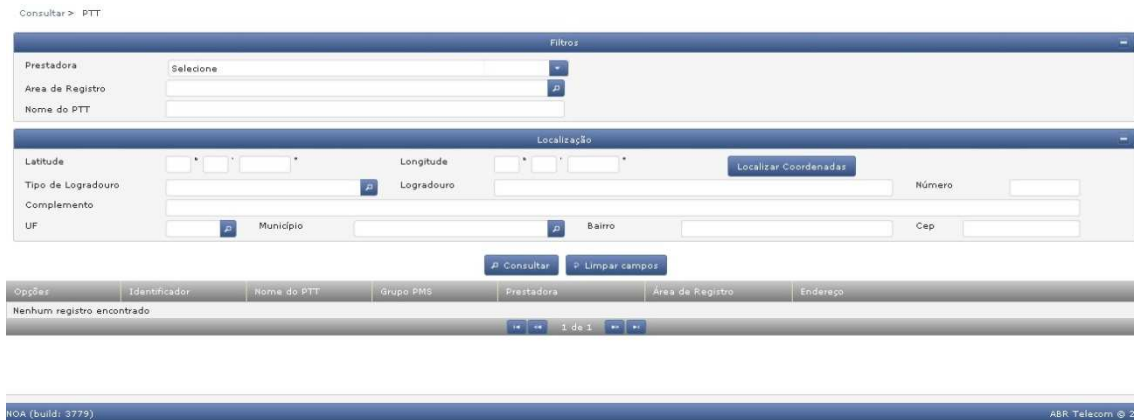 Consultar > PTT
Filtros
Prestadora Selecione
Area de Registro
Nome do PTT
Localização
Latitude ° ' " Longitude ° ' " Localizar Coordenadas
Tipo de Logradouro Logradouro Número
Complemento
UF Município Bairro Cep
Consultar Limpar campos
Opções Identificador Nome do PTT Grupo PMS Prestadora Área de Registro Endereço
Nenhum registro encontrado
1 de 1
NOA (build: 3779) ABR Telecom © 2